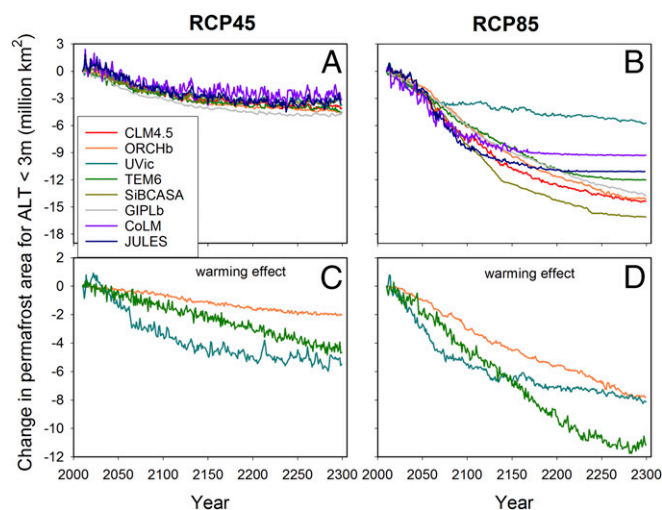 RCP45 RCP85
Change in permafrost area for ALT < 3m (million km²)
3
0
-3
-6
-9
-12
-15
-18
A
B
CLM4.5
ORCHb
UVic
TEM6
SiBCASA
GIPLb
CoLM
JULES
2
0
-2
-4
-6
-8
-10
-12
warming effect C
warming effect D
2000 2050 2100 2150 2200 2250 2300
2000 2050 2100 2150 2200 2250 2300
Year Year